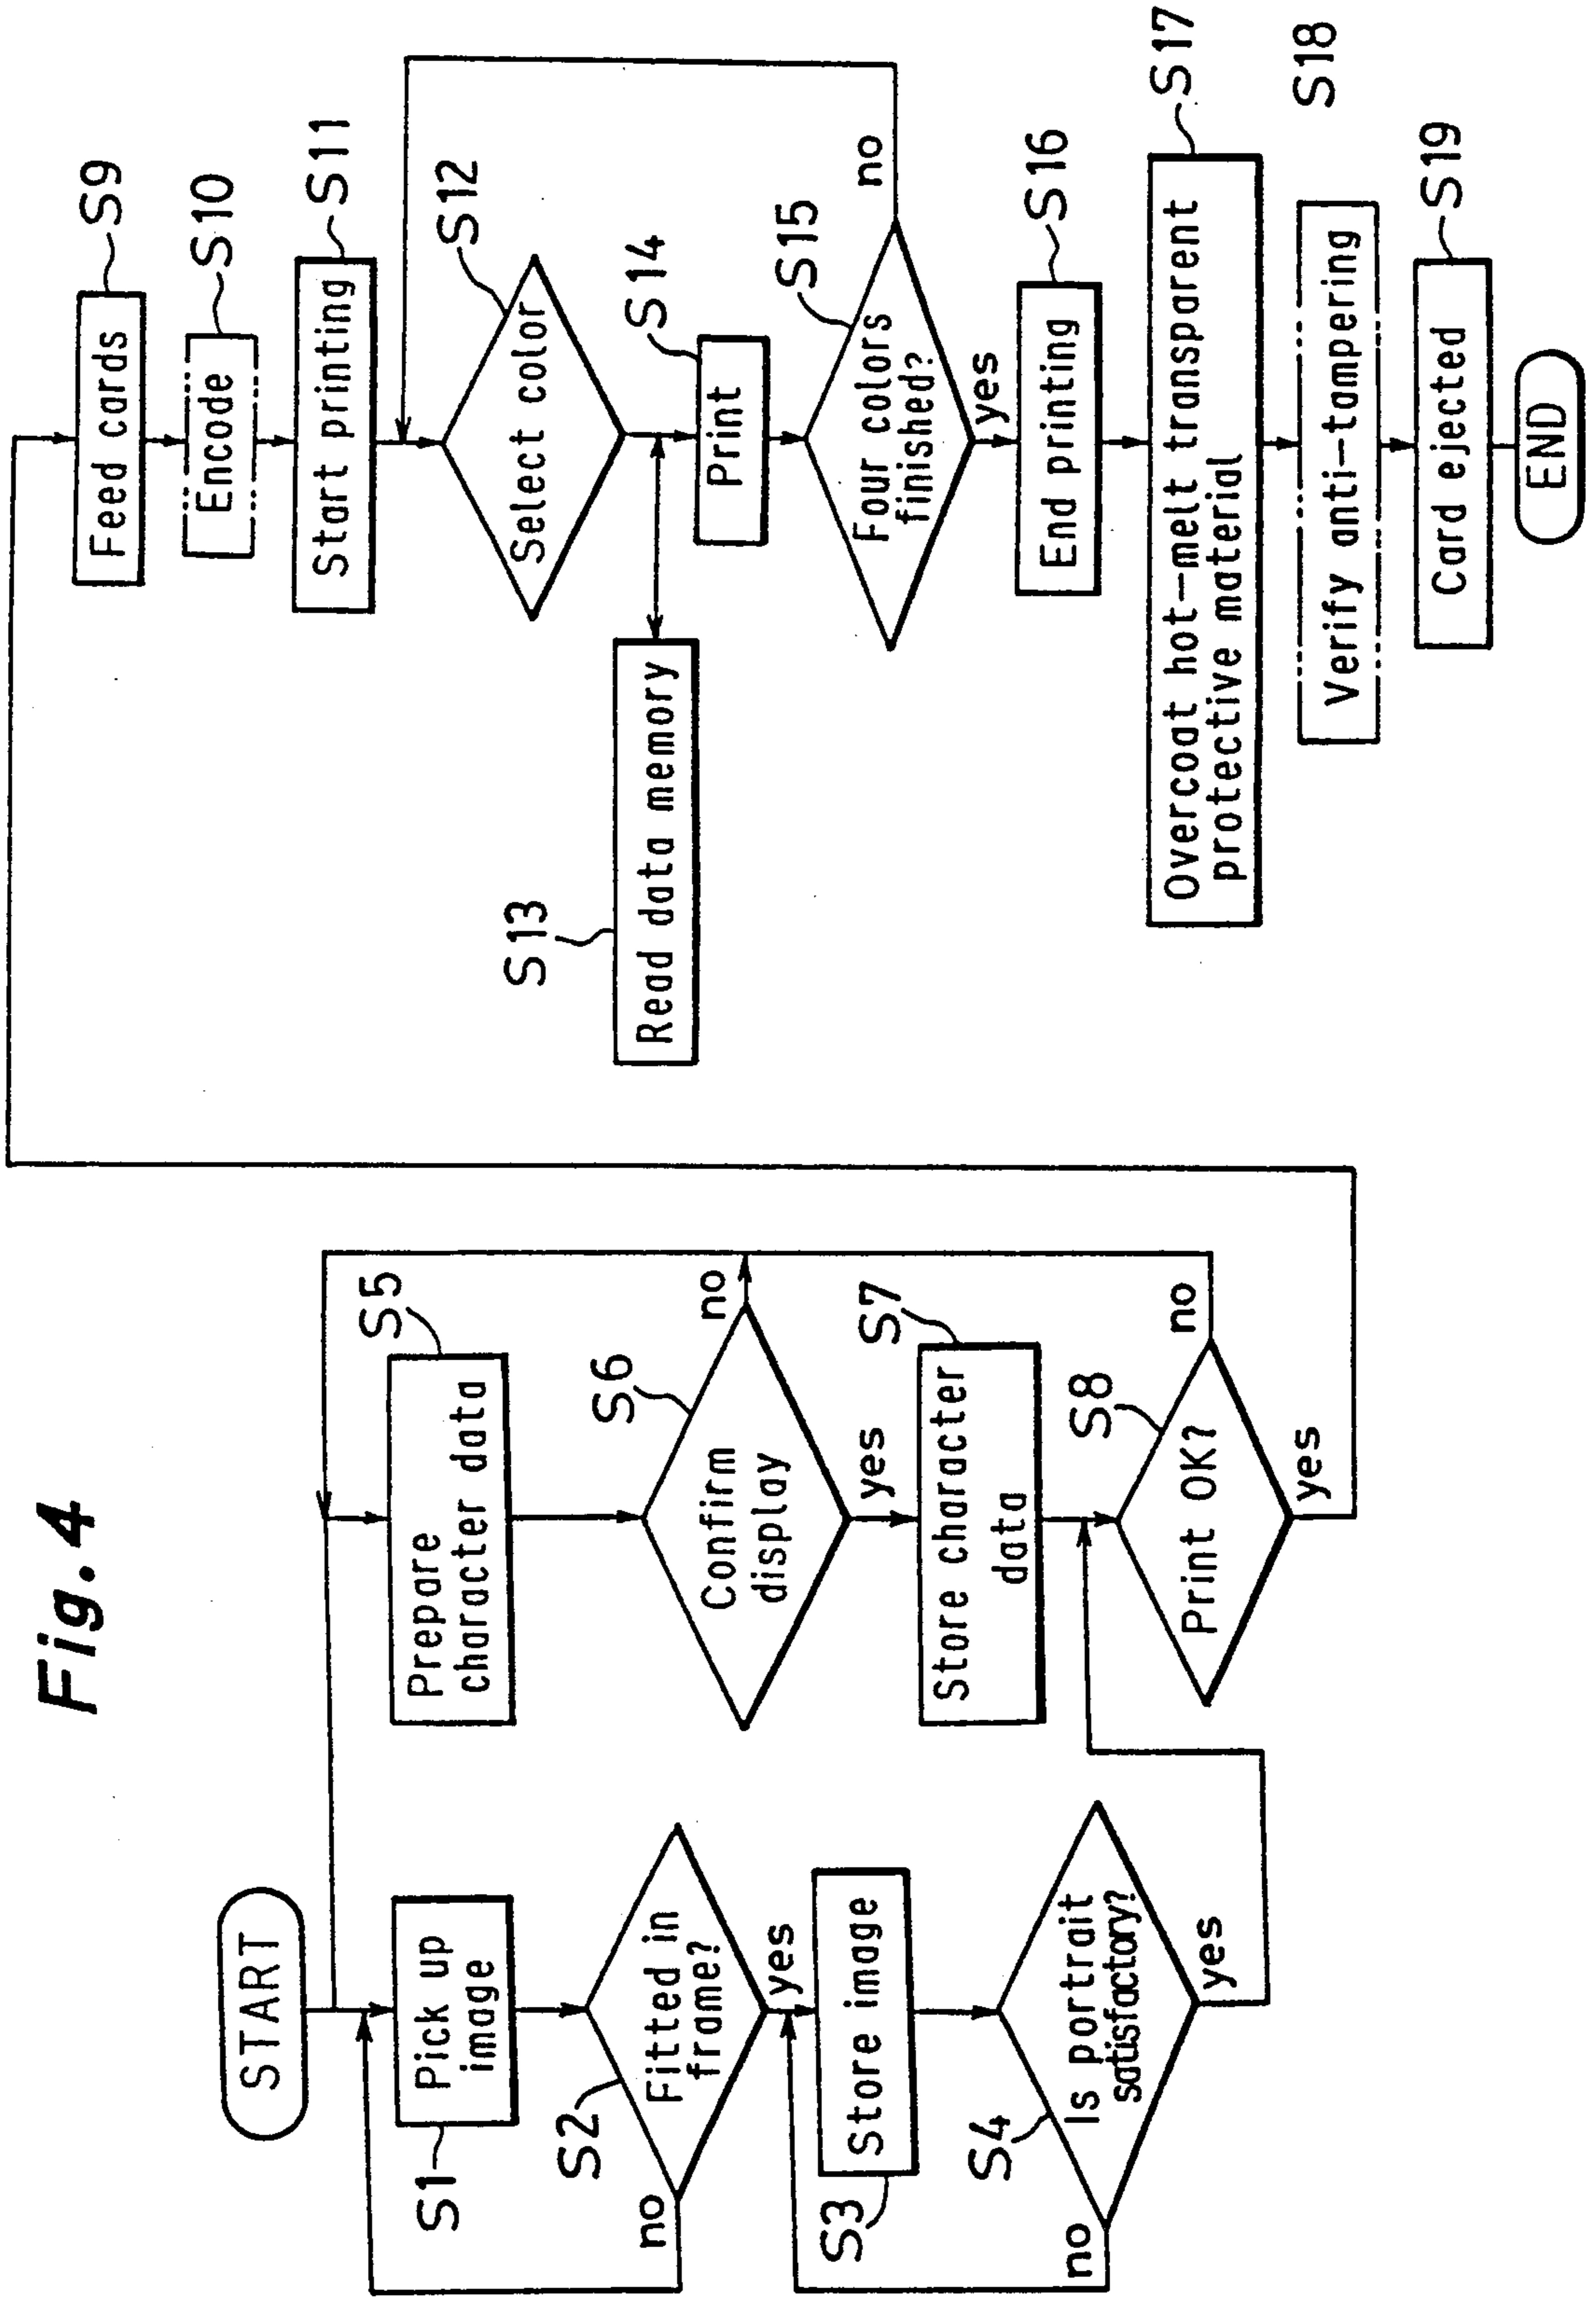 Fig.4
START
S1
Pick up
image
S2
Fitted in
frame?
no
yes
S3
Store image
S4
Is portrait
satisfactory?
no
yes
S5
Prepare
character data
S6
Confirm
display
no
yes
S7
Store character
data
S8
Print OK?
no
yes
Feed cards
S9
Encode
S10
Start printing
S11
Select color
S12
S13
Read data memory
S14
Print
S15
Four colors
finished?
no
yes
End printing
S16
Overcoat hot-melt transparent
protective material
S17
Verify anti-tampering
S18
Card ejected
S19
END